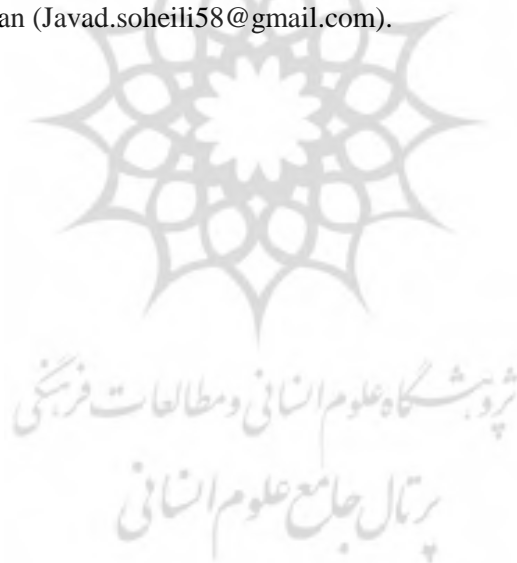 an (Javad.soheili58@gmail.com).
پژوهشگاه علوم انسانی و مطالعات فرهنگی
پرتال جامع علوم انسانی